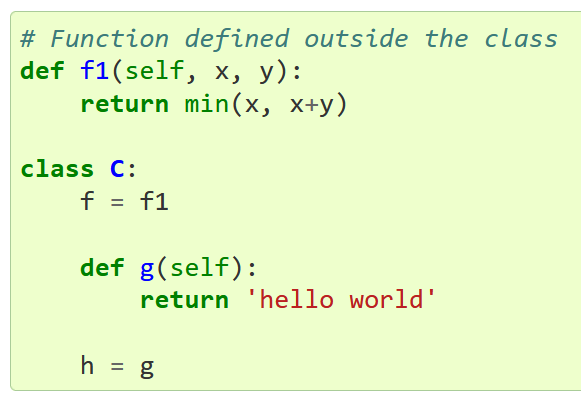 # Function defined outside the class
def f1(self, x, y):
    return min(x, x+y)

class C:
    f = f1

    def g(self):
        return 'hello world'

    h = g